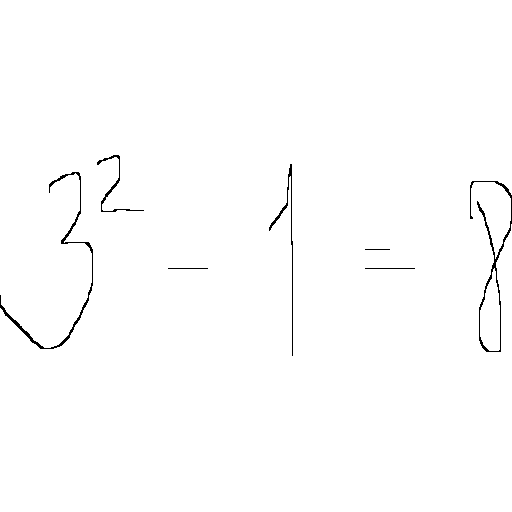 3² - 1 = 8